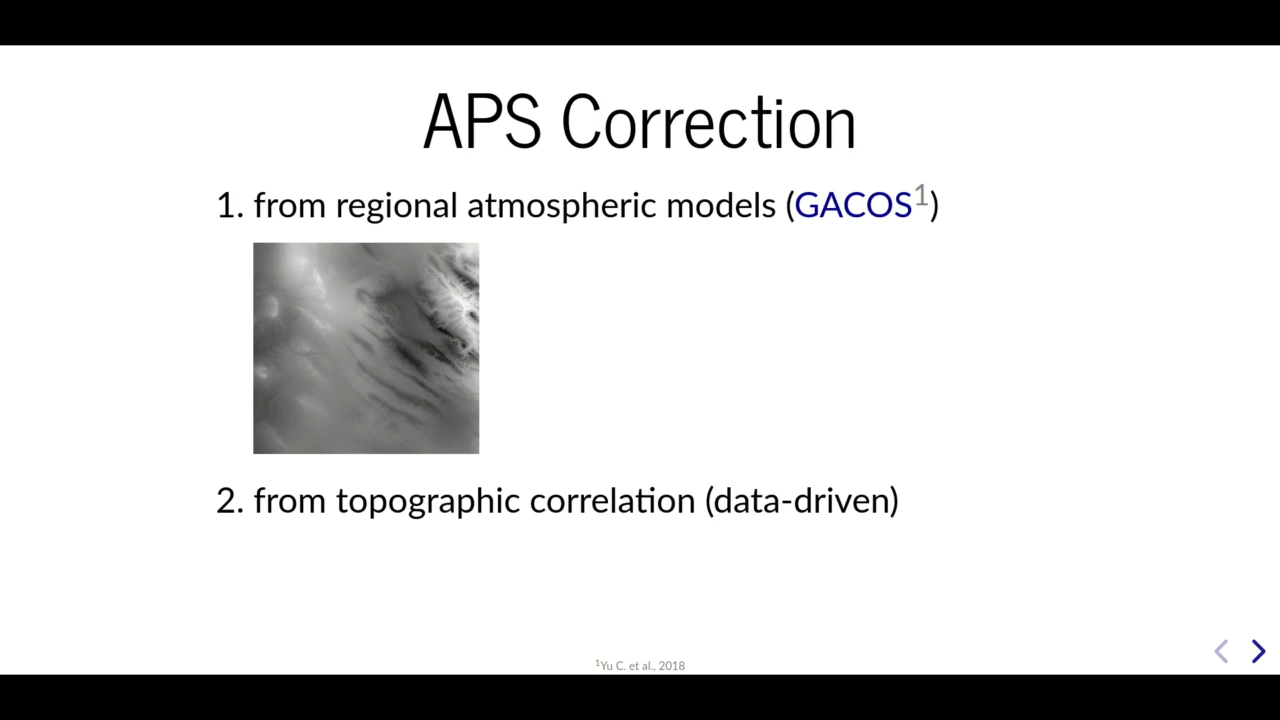 APS Correction
1. from regional atmospheric models (GACOS¹)
2. from topographic correlation (data-driven)
¹Yu C. et al., 2018